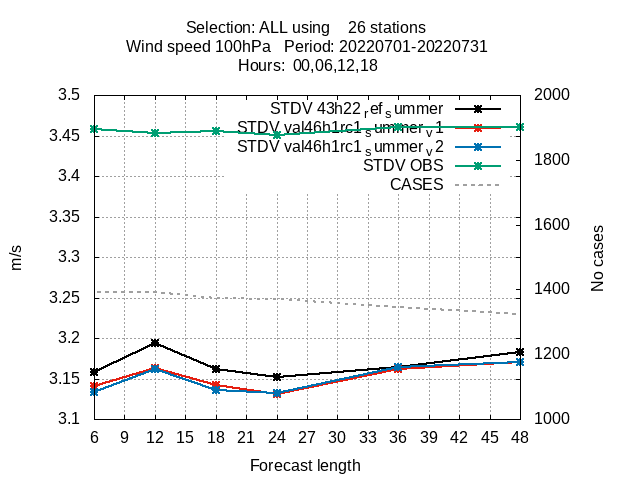 Selection: ALL using    26 stations
Wind speed 100hPa   Period: 20220701-20220731
Hours:  00,06,12,18
STDV 43h22ref_summer
STDV val46h1rc1summerv1
STDV val46h1rc1summerv2
STDV OBS
CASES
3.5
3.45
3.4
3.35
3.3
3.25
3.2
3.15
3.1
m/s
2000
1800
1600
1400
1200
1000
No cases
6 9 12 15 18 21 24 27 30 33 36 39 42 45 48
Forecast length